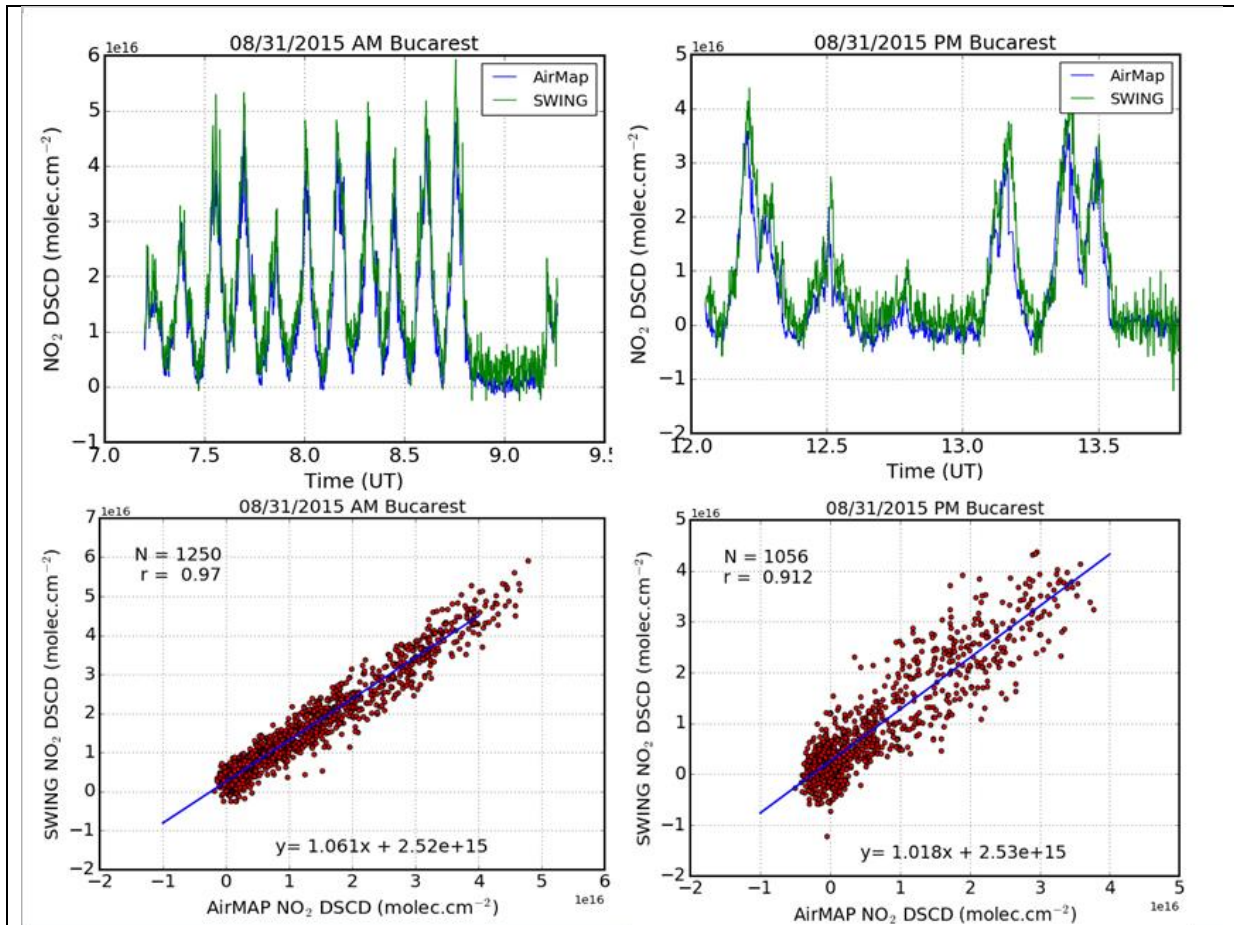 08/31/2015 AM Bucarest
1e16
AirMap
SWING
NO₂ DSCD (molec.cm⁻²)
6
5
4
3
2
1
0
−1
7.0 7.5 8.0 8.5 9.0 9.5
Time (UT)
08/31/2015 PM Bucarest
1e16
AirMap
SWING
NO₂ DSCD (molec.cm⁻²)
5
4
3
2
1
0
−1
−2
12.0 12.5 13.0 13.5
Time (UT)
08/31/2015 AM Bucarest
1e16
N = 1250
r = 0.97
SWING NO₂ DSCD (molec.cm⁻²)
7
6
5
4
3
2
1
0
−1
−2
y= 1.061x + 2.52e+15
−2 −1 0 1 2 3 4 5 6
1e16
AirMAP NO₂ DSCD (molec.cm⁻²)
08/31/2015 PM Bucarest
1e16
N = 1056
r = 0.912
SWING NO₂ DSCD (molec.cm⁻²)
5
4
3
2
1
0
−1
−2
y= 1.018x + 2.53e+15
−2 −1 0 1 2 3 4 5
1e16
AirMAP NO₂ DSCD (molec.cm⁻²)